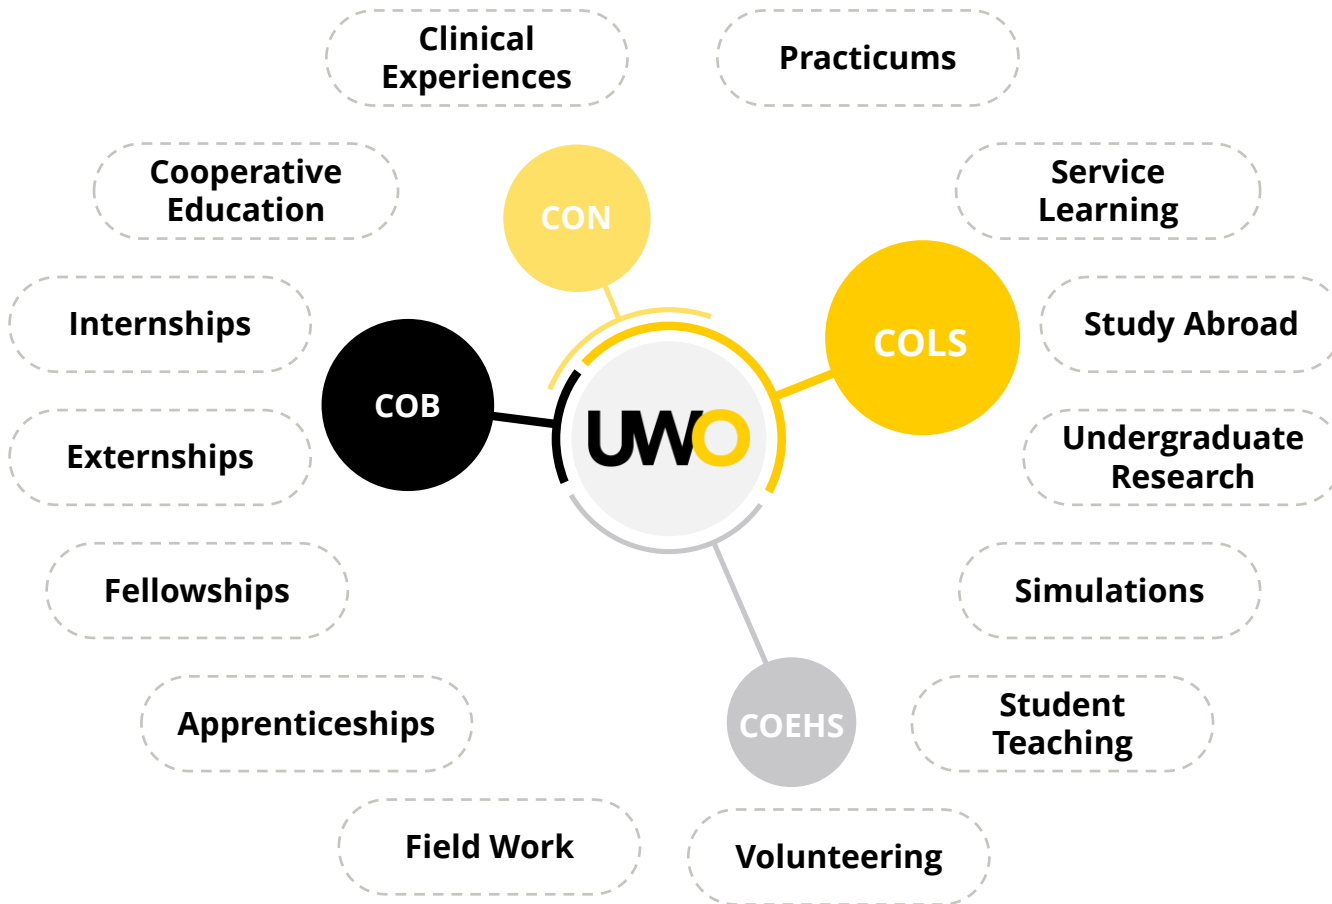 Clinical
Experiences
Practicums
Cooperative
Education
Service
Learning
CON
Internships
Study Abroad
COLS
COB
UWO
Externships
Undergraduate
Research
Fellowships
Simulations
Apprenticeships
COEHS
Student
Teaching
Field Work
Volunteering